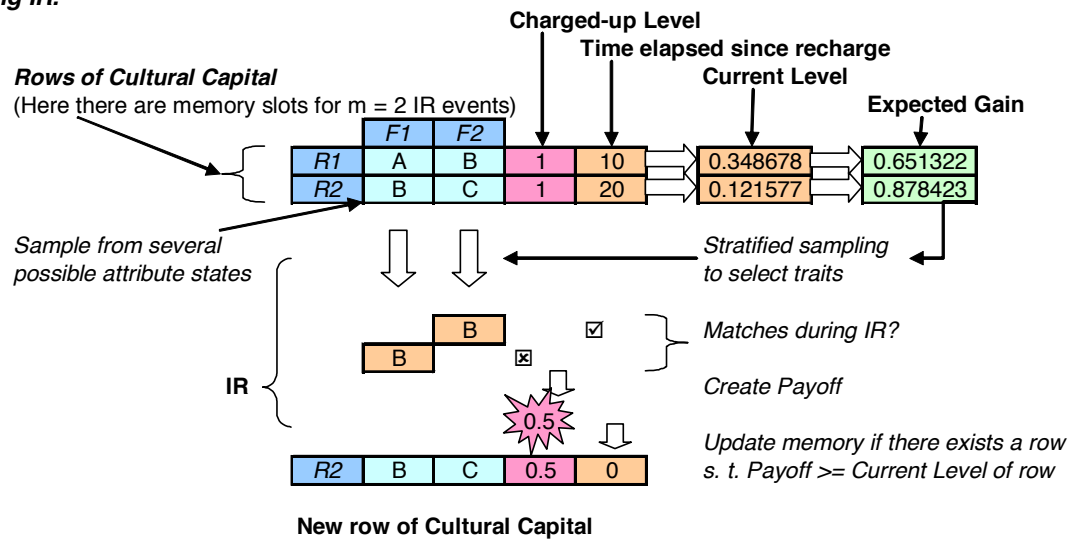 ng IR.
Charged-up Level
Time elapsed since recharge
Rows of Cultural Capital
Current Level
(Here there are memory slots for m = 2 IR events)
Expected Gain
F1 F2
R1 A B 1 10 0.348678 0.651322
R2 B C 1 20 0.121577 0.878423
Sample from several
possible attribute states
Stratified sampling
to select traits
B
Matches during IR?
B
IR
Create Payoff
0.5
Update memory if there exists a row
s. t. Payoff >= Current Level of row
R2 B C 0.5 0
New row of Cultural Capital